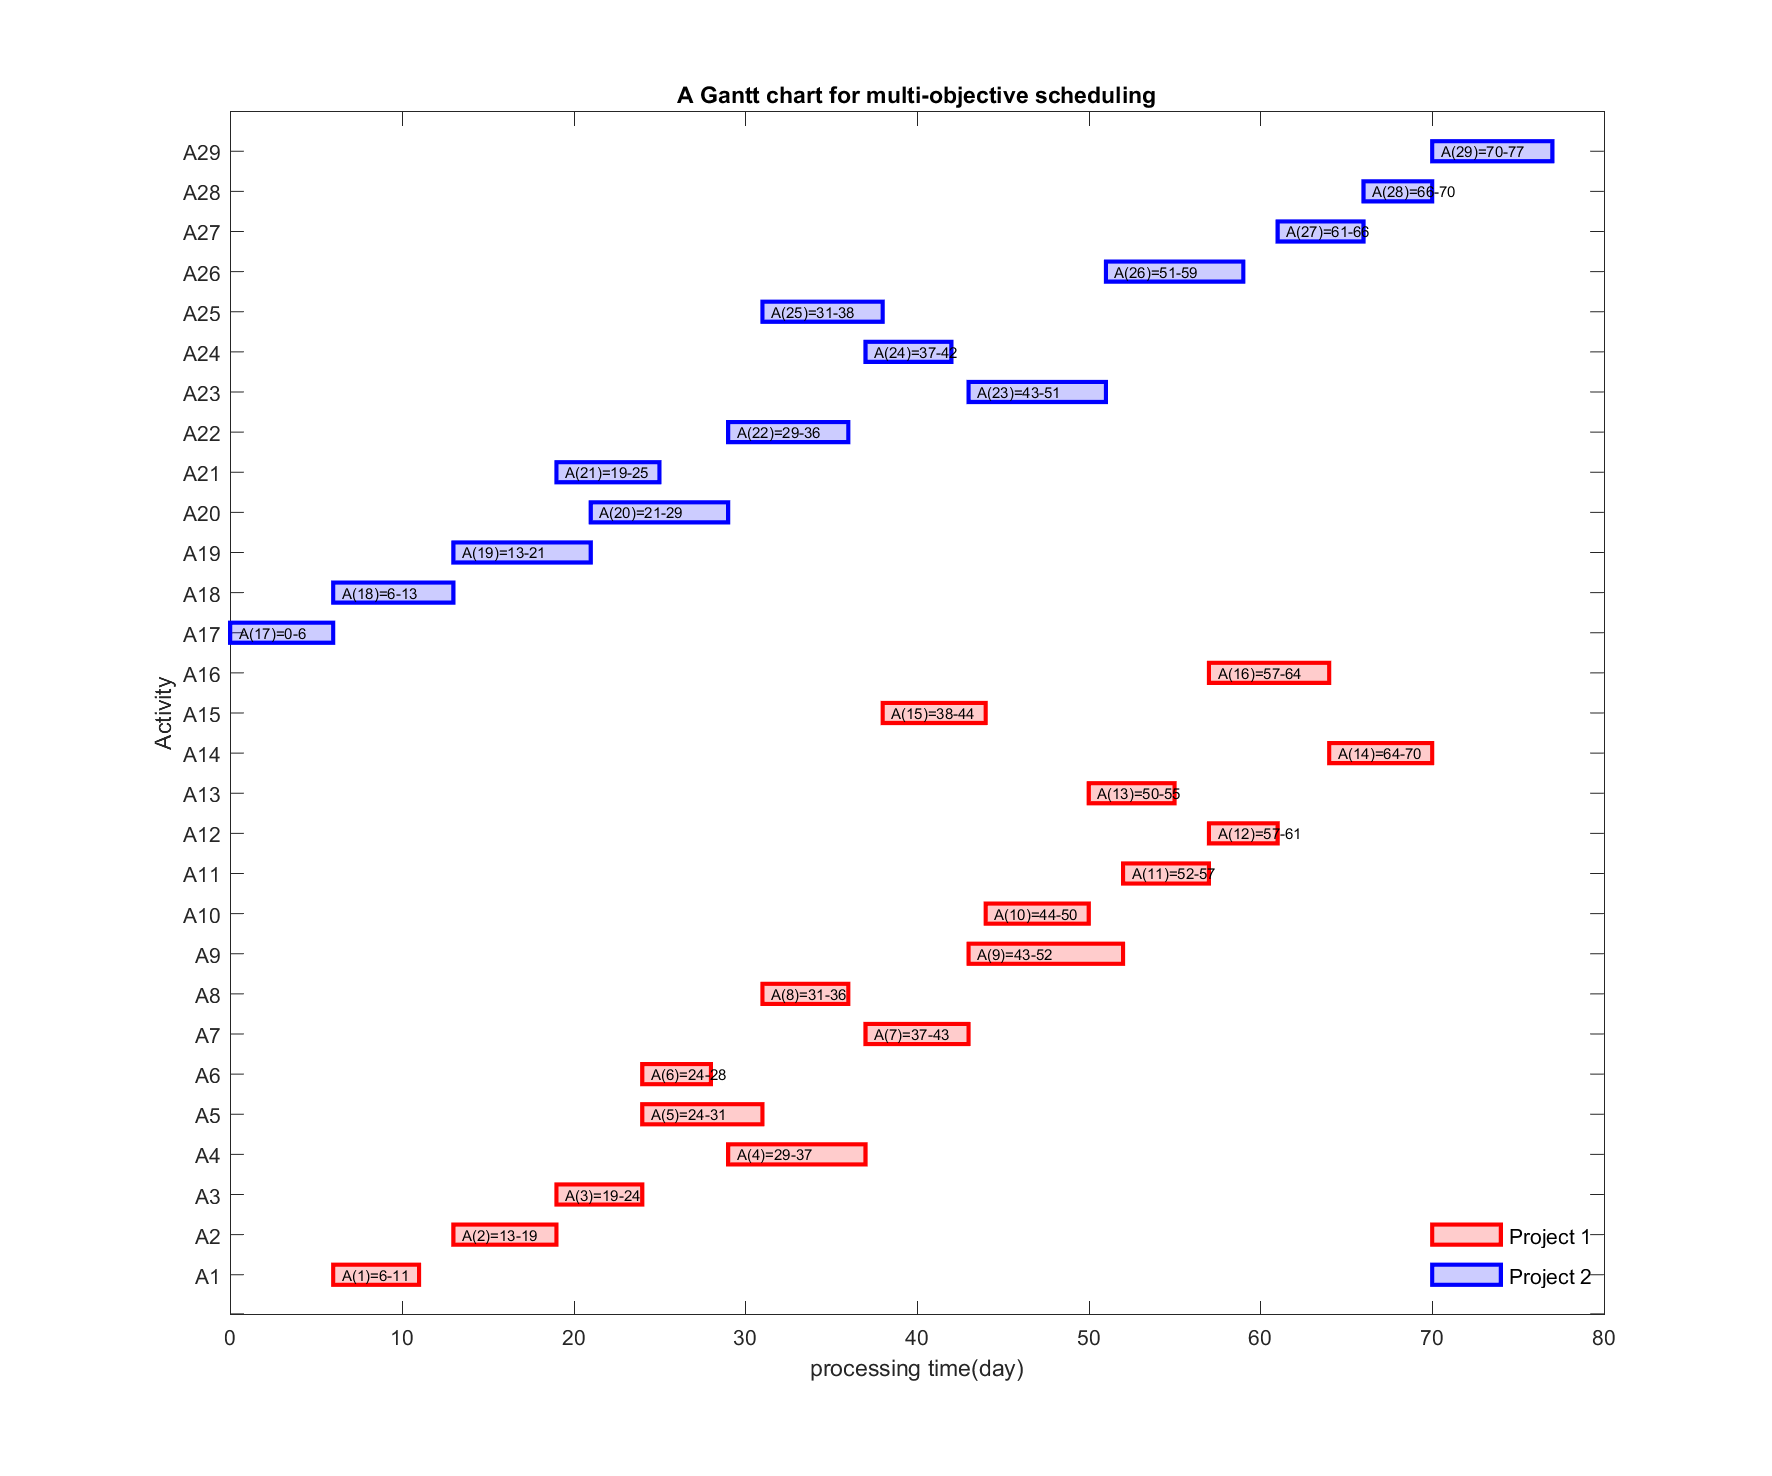 A Gantt chart for multi-objective scheduling
A29 A(29)=70-77
A28 A(28)=66-70
A27 A(27)=61-66
A26 A(26)=51-59
A25 A(25)=31-38
A24 A(24)=37-42
A23 A(23)=43-51
A22 A(22)=29-36
A21 A(21)=19-25
A20 A(20)=21-29
A19 A(19)=13-21
A18 A(18)=6-13
A17 A(17)=0-6
A16 A(16)=57-64
Activity
A15 A(15)=38-44
A14 A(14)=64-70
A13 A(13)=50-55
A12 A(12)=57-61
A11 A(11)=52-57
A10 A(10)=44-50
A9 A(9)=43-52
A8 A(8)=31-36
A7 A(7)=37-43
A6 A(6)=24-28
A5 A(5)=24-31
A4 A(4)=29-37
A3 A(3)=19-24
A2 A(2)=13-19 Project 1
A1 A(1)=6-11 Project 2
0 10 20 30 40 50 60 70 80
processing time(day)